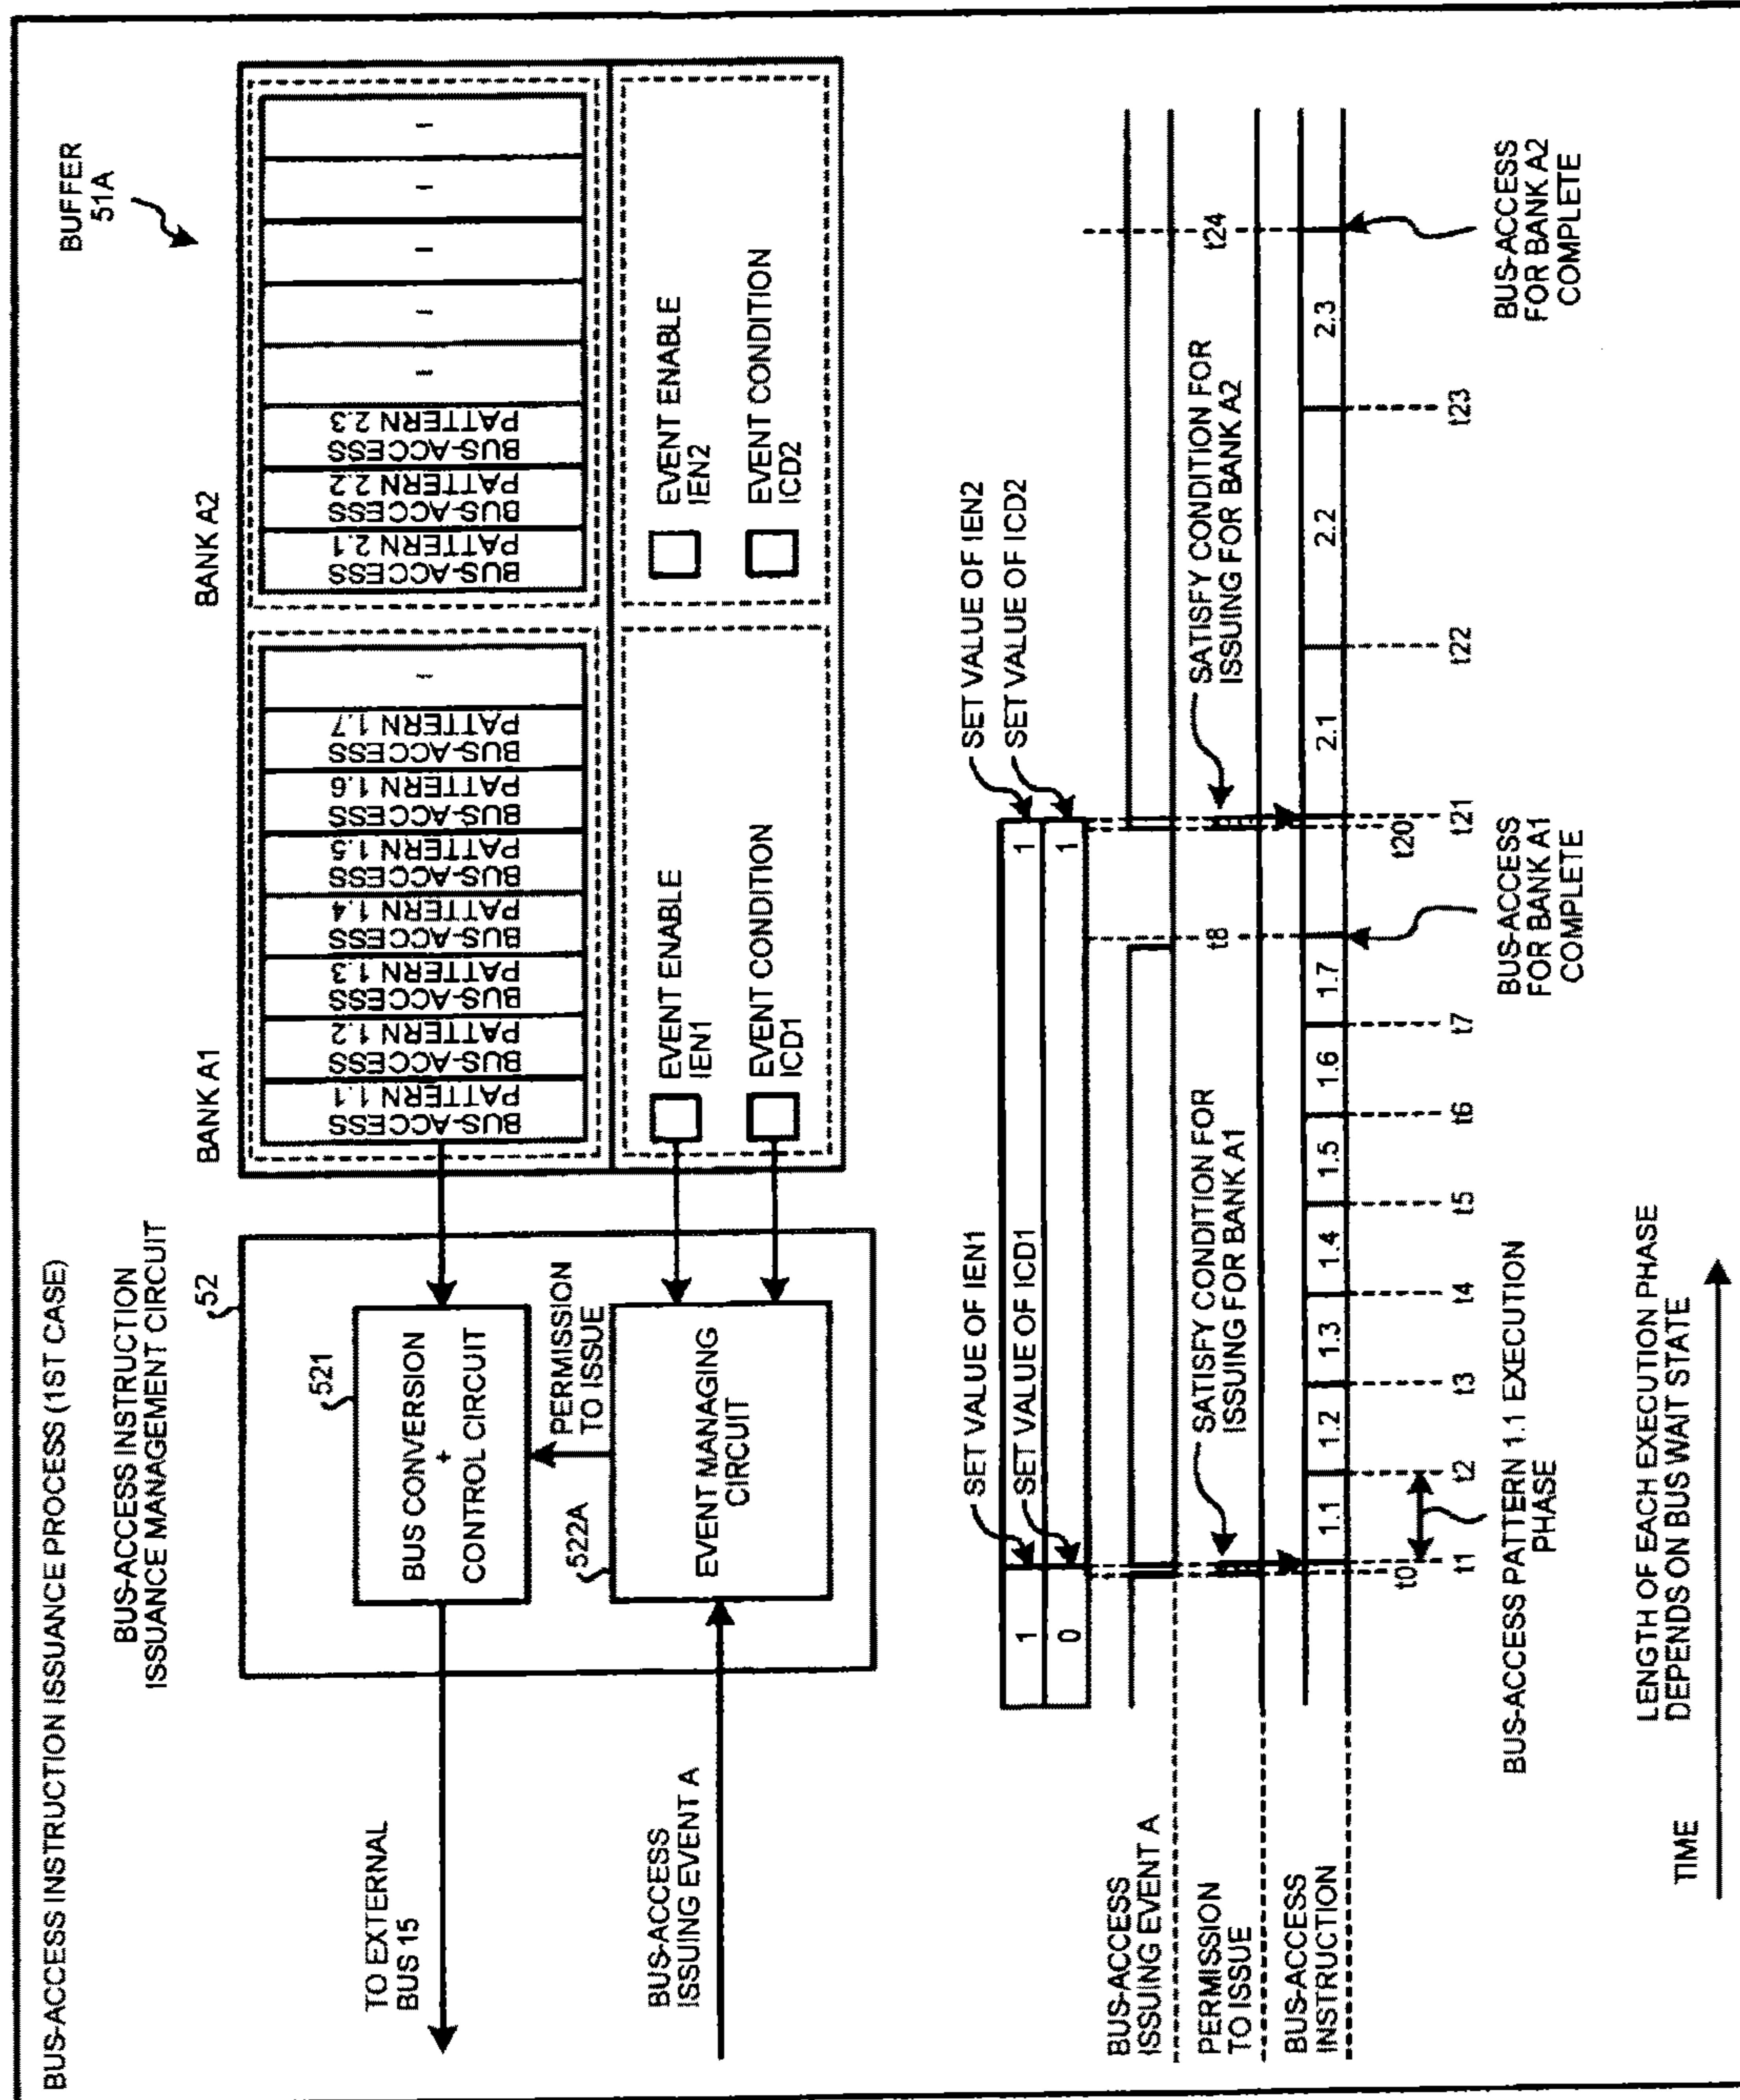 BUS-ACCESS INSTRUCTION ISSUANCE PROCESS (1ST CASE)
BUS-ACCESS INSTRUCTION
ISSUANCE MANAGEMENT CIRCUIT
52
521
BUS CONVERSION
+
CONTROL CIRCUIT
PERMISSION
TO ISSUE
522A
EVENT MANAGING
CIRCUIT
TO EXTERNAL
BUS 15
BUS-ACCESS
ISSUING EVENT A
BUFFER
51A
BANK A1
BUS-ACCESS
PATTERN 1.1
BUS-ACCESS
PATTERN 1.2
BUS-ACCESS
PATTERN 1.3
BUS-ACCESS
PATTERN 1.4
BUS-ACCESS
PATTERN 1.5
BUS-ACCESS
PATTERN 1.6
BUS-ACCESS
PATTERN 1.7
-
EVENT ENABLE
IEN1
EVENT CONDITION
ICD1
BANK A2
BUS-ACCESS
PATTERN 2.1
BUS-ACCESS
PATTERN 2.2
BUS-ACCESS
PATTERN 2.3
-
-
-
-
-
EVENT ENABLE
IEN2
EVENT CONDITION
ICD2
SET VALUE OF IEN1
SET VALUE OF ICD1
SET VALUE OF IEN2
SET VALUE OF ICD2
1
1
0
1
BUS-ACCESS
ISSUING EVENT A
PERMISSION
TO ISSUE
SATISFY CONDITION FOR
ISSUING FOR BANK A1
t8
SATISFY CONDITION FOR
ISSUING FOR BANK A2
t24
BUS-ACCESS
INSTRUCTION
1.1
1.2
1.3
1.4
1.5
1.6
1.7
2.1
2.2
2.3
t0
t20
t1
t2
t3
t4
t5
t6
t7
t21
t22
t23
BUS-ACCESS PATTERN 1.1 EXECUTION
PHASE
BUS-ACCESS
FOR BANK A1
COMPLETE
BUS-ACCESS
FOR BANK A2
COMPLETE
LENGTH OF EACH EXECUTION PHASE
DEPENDS ON BUS WAIT STATE
TIME